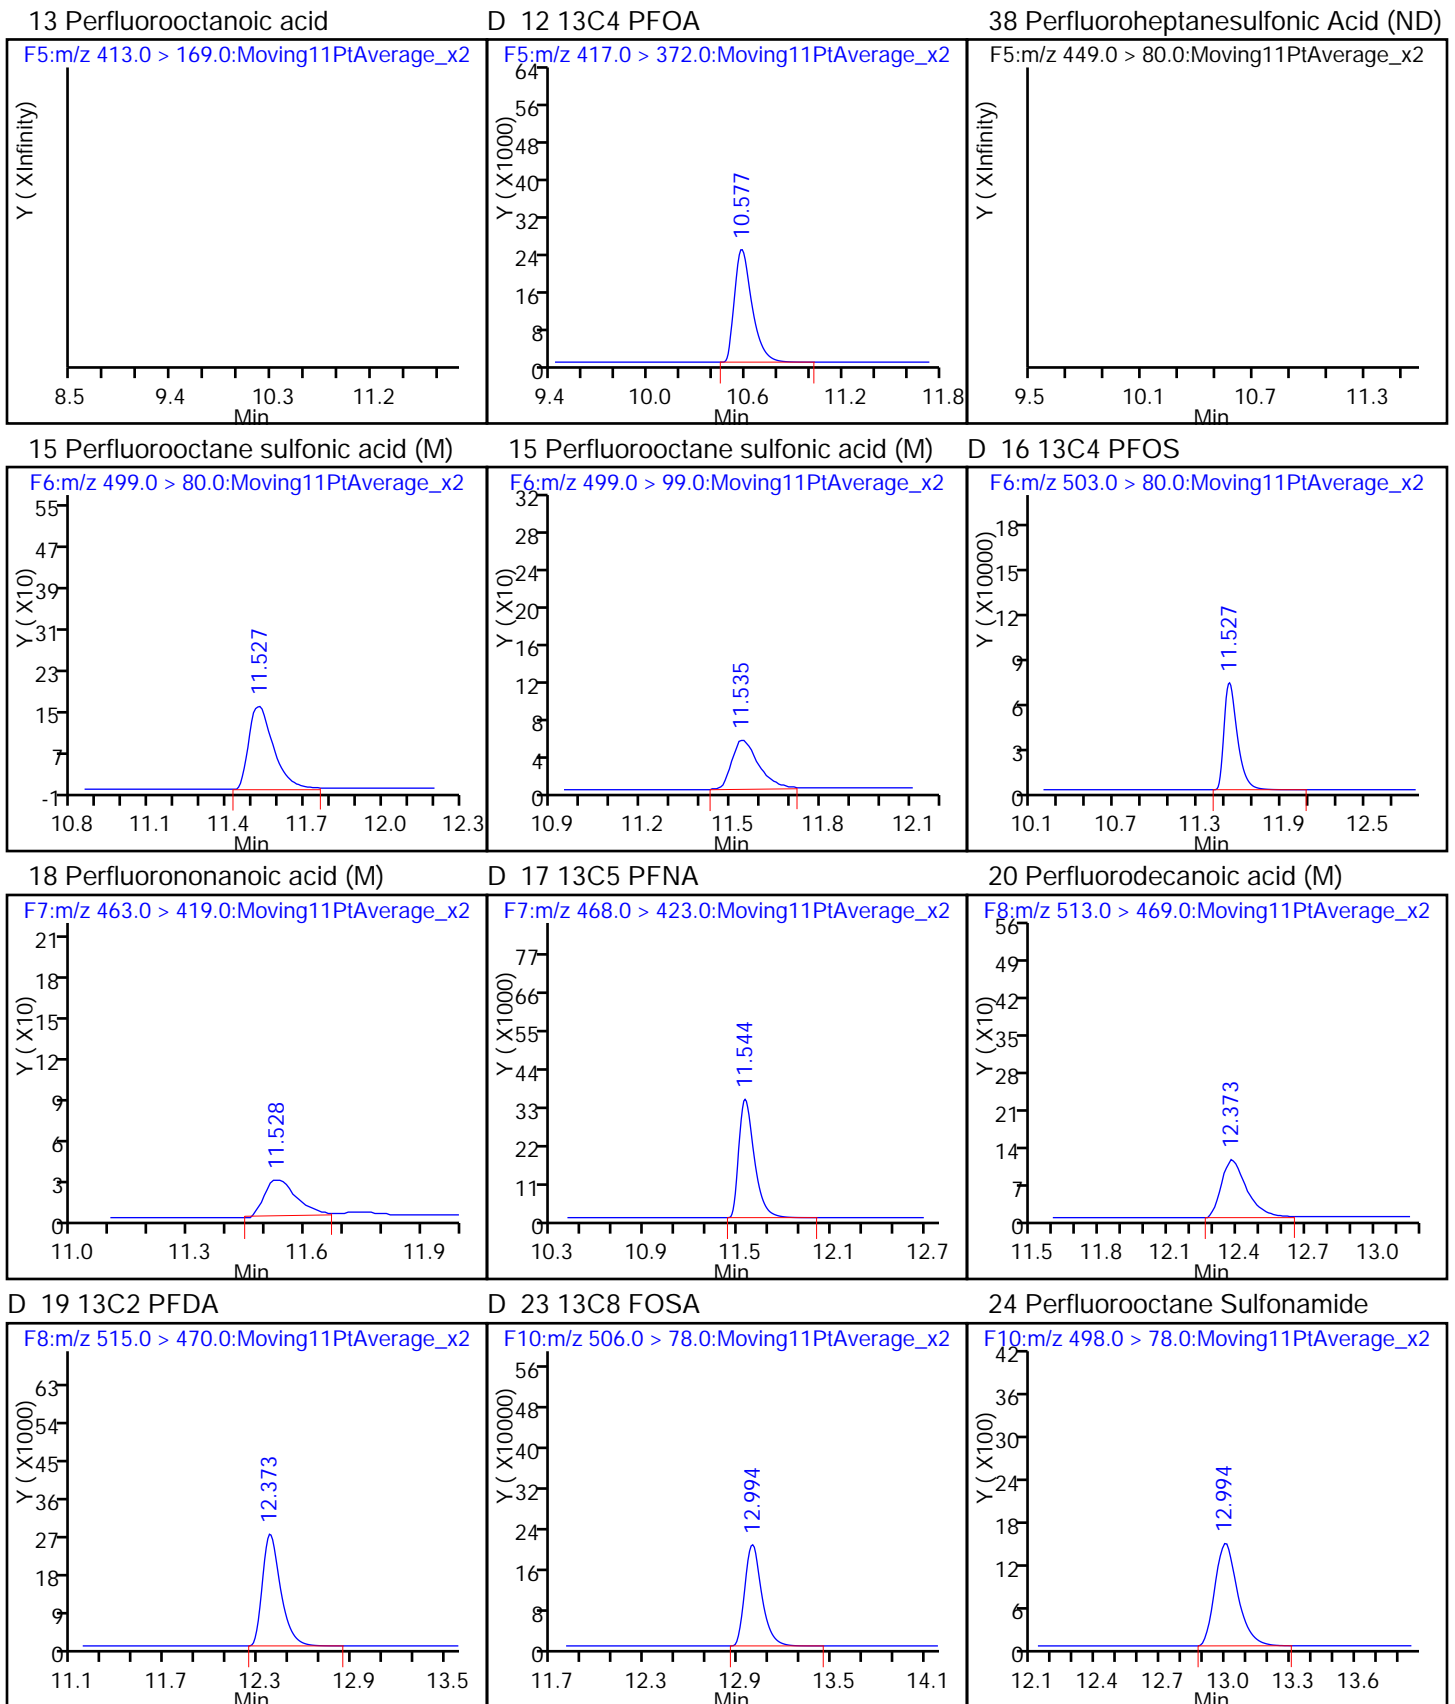 13 Perfluorooctanoic acid
F5:m/z 413.0 > 169.0:Moving11PtAverage_x2
Y ( XInfinity)
8.5 9.4 10.3 11.2
Min
D 12 13C4 PFOA
F5:m/z 417.0 > 372.0:Moving11PtAverage_x2
Y ( X1000)
64
56
48
40
32
24
16
8
0
10.577
9.4 10.0 10.6 11.2 11.8
Min
38 Perfluoroheptanesulfonic Acid (ND)
F5:m/z 449.0 > 80.0:Moving11PtAverage_x2
Y ( XInfinity)
9.5 10.1 10.7 11.3
Min
15 Perfluorooctane sulfonic acid (M)
F6:m/z 499.0 > 80.0:Moving11PtAverage_x2
Y ( X10)
55
47
39
31
23
15
7
-1
11.527
10.8 11.1 11.4 11.7 12.0 12.3
Min
15 Perfluorooctane sulfonic acid (M)
F6:m/z 499.0 > 99.0:Moving11PtAverage_x2
Y ( X10)
32
28
24
20
16
12
8
4
0
11.535
10.9 11.2 11.5 11.8 12.1
Min
D 16 13C4 PFOS
F6:m/z 503.0 > 80.0:Moving11PtAverage_x2
Y ( X10000)
18
15
12
9
6
3
0
11.527
10.1 10.7 11.3 11.9 12.5
Min
18 Perfluorononanoic acid (M)
F7:m/z 463.0 > 419.0:Moving11PtAverage_x2
Y ( X10)
21
18
15
12
9
6
3
0
11.528
11.0 11.3 11.6 11.9
Min
D 17 13C5 PFNA
F7:m/z 468.0 > 423.0:Moving11PtAverage_x2
Y ( X1000)
77
66
55
44
33
22
11
0
11.544
10.3 10.9 11.5 12.1 12.7
Min
20 Perfluorodecanoic acid (M)
F8:m/z 513.0 > 469.0:Moving11PtAverage_x2
Y ( X10)
56
49
42
35
28
21
14
7
0
12.373
11.5 11.8 12.1 12.4 12.7 13.0
Min
D 19 13C2 PFDA
F8:m/z 515.0 > 470.0:Moving11PtAverage_x2
Y ( X1000)
63
54
45
36
27
18
9
0
12.373
11.1 11.7 12.3 12.9 13.5
Min
D 23 13C8 FOSA
F10:m/z 506.0 > 78.0:Moving11PtAverage_x2
Y ( X10000)
56
48
40
32
24
16
8
0
12.994
11.7 12.3 12.9 13.5 14.1
Min
24 Perfluorooctane Sulfonamide
F10:m/z 498.0 > 78.0:Moving11PtAverage_x2
Y ( X100)
42
36
30
24
18
12
6
0
12.994
12.1 12.4 12.7 13.0 13.3 13.6
Min